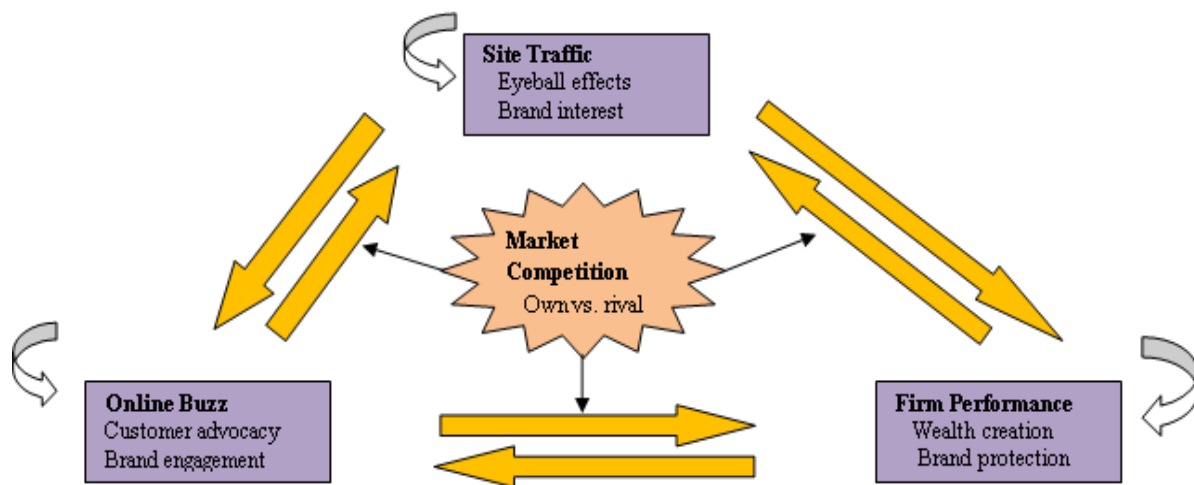 Site Traffic
Eyeball effects
Brand interest
Market
Competition
Own vs. rival
Online Buzz
Customer advocacy
Brand engagement
Firm Performance
Wealth creation
Brand protection